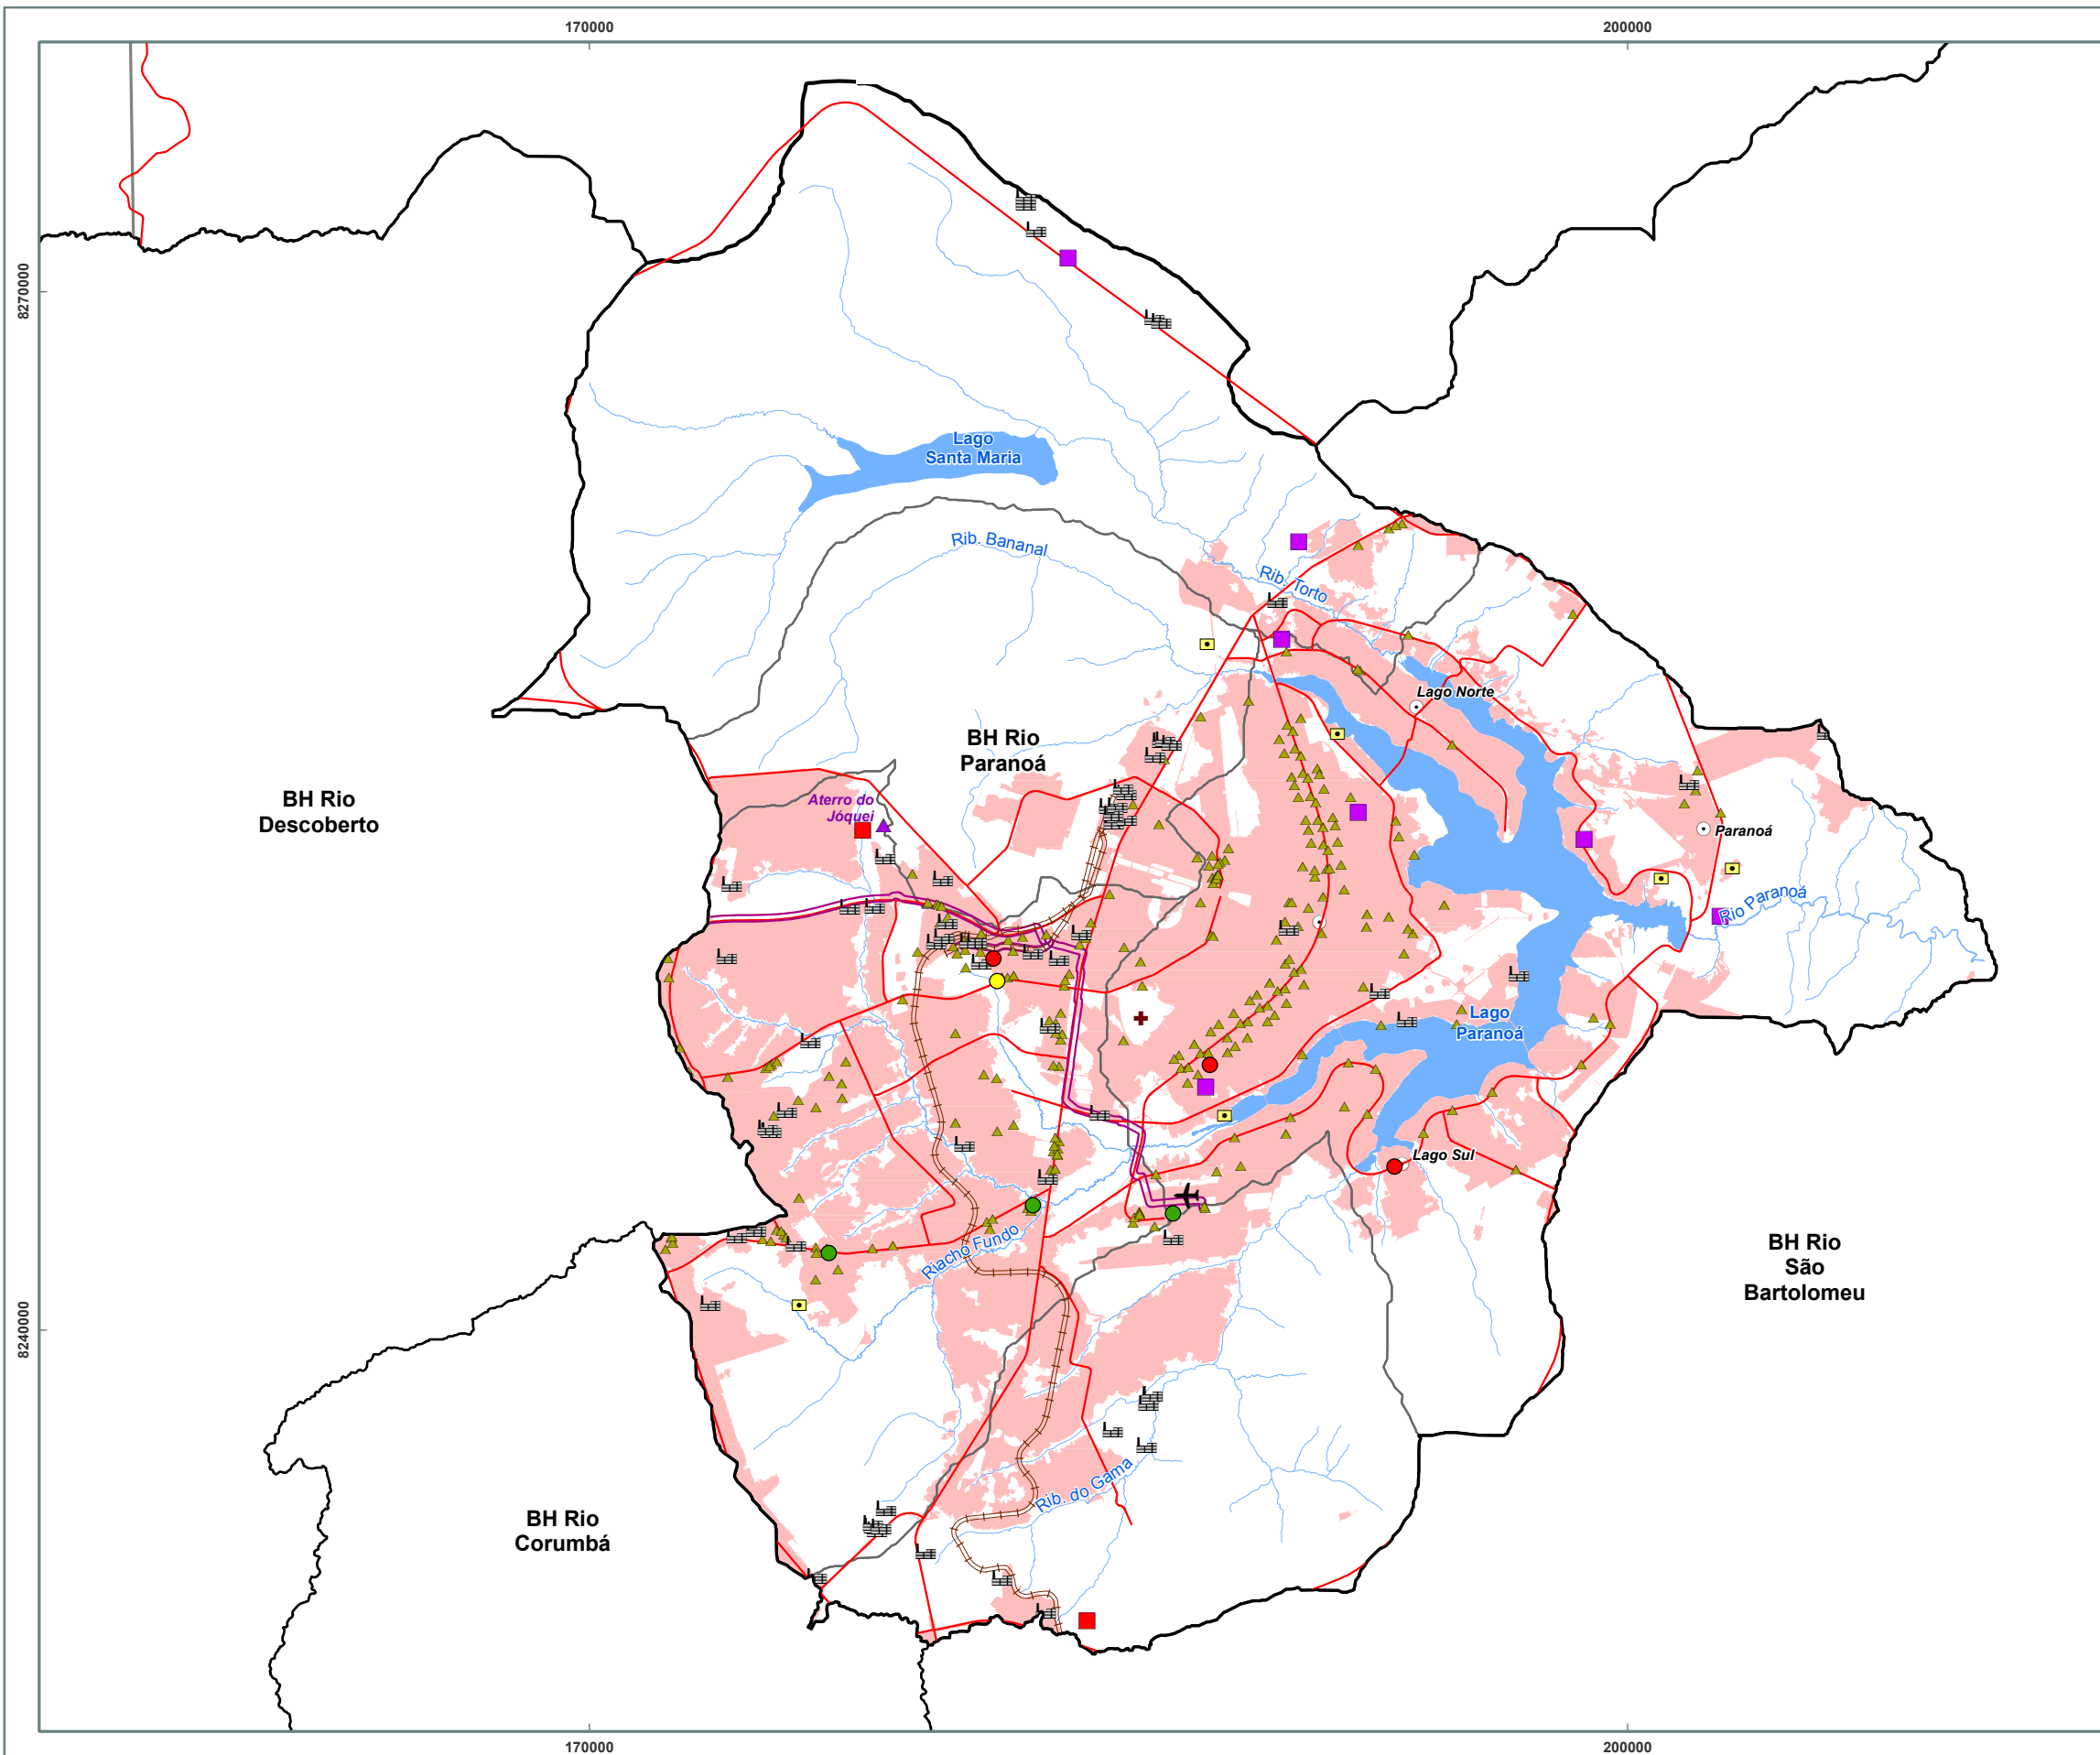 170000
200000
8270000
Lago
Santa Maria
Rib. Bananal
Rib. Torto
Lago Norte
BH Rio
Paranoá
BH Rio
Descoberto
Aterro do
Jóquei
Paranoá
Rio Paranoá
Lago
Paranoá
Lago Sul
Riacho Fundo
BH Rio
São
Bartolomeu
8240000
Rib. do Gama
BH Rio
Corumbá
170000
200000